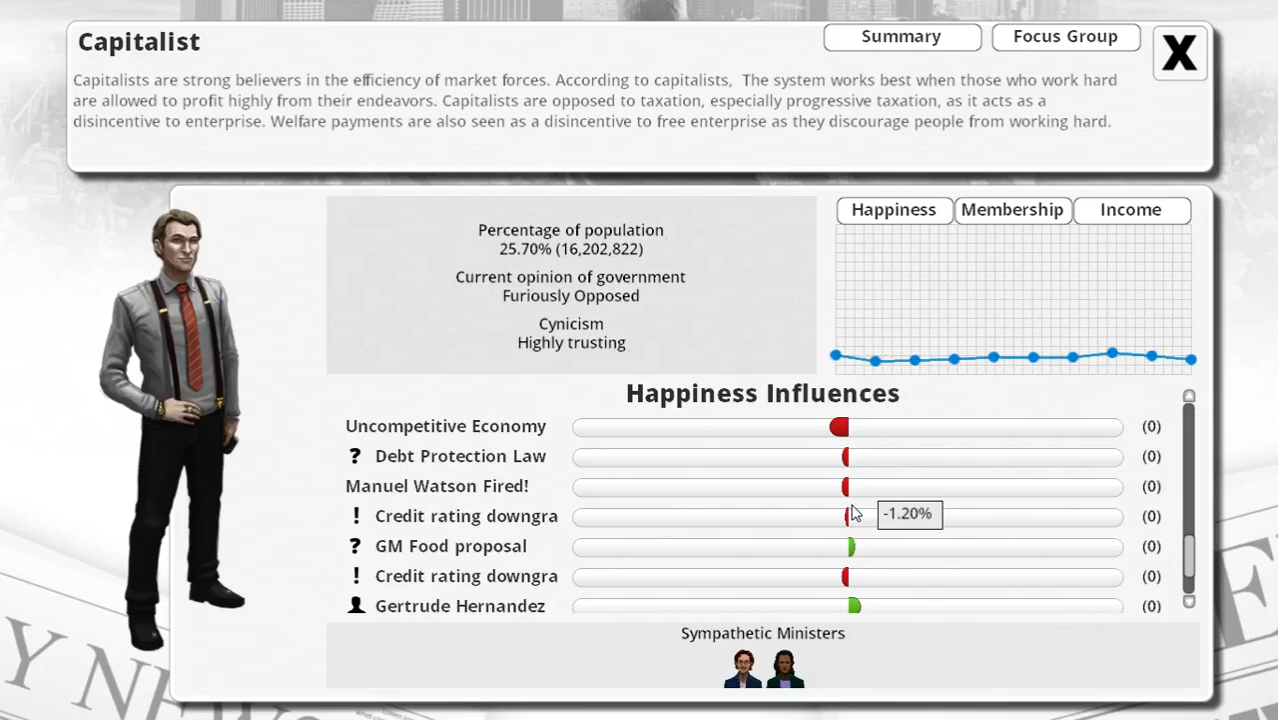 Capitalist
Summary
Focus Group
X
Capitalists are strong believers in the efficiency of market forces. According to capitalists, The system works best when those who work hard
are allowed to profit highly from their endeavors. Capitalists are opposed to taxation, especially progressive taxation, as it acts as a
disincentive to enterprise. Welfare payments are also seen as a disincentive to free enterprise as they discourage people from working hard.
Percentage of population
25.70% (16,202,822)
Current opinion of government
Furiously Opposed
Cynicism
Highly trusting
Happiness
Membership
Income
Happiness Influences
Uncompetitive Economy (0)
? Debt Protection Law (0)
Manuel Watson Fired! (0)
! Credit rating downgra (0)
-1.20%
? GM Food proposal (0)
! Credit rating downgra (0)
Gertrude Hernandez (0)
Sympathetic Ministers
Y NEWS